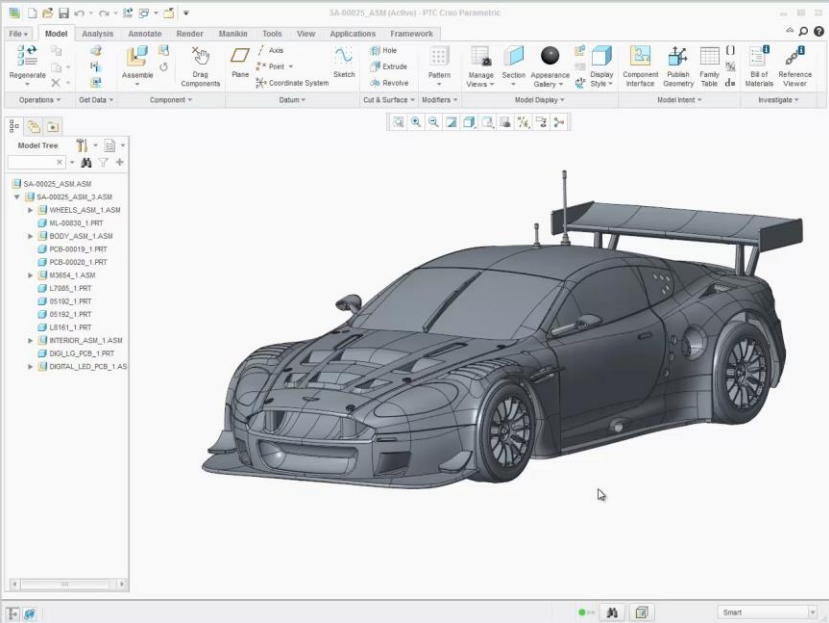 SA-00025_ASM (Active) - PTC Creo Parametric
File Model Analysis Annotate Render Manikin Tools View Applications Framework
Regenerate
Assemble
Drag Components
Plane
Axis
Point
Coordinate System
Sketch
Hole
Extrude
Revolve
Pattern
Manage Views
Section
Appearance Gallery
Display Style
Component Interface
Publish Geometry
Family Table
d=
Bill of Materials
Reference Viewer
Operations Get Data Component Datum Cut & Surface Modifiers Model Display Model Intent Investigate
Model Tree
SA-00025_ASM.ASM
SA-00025_ASM_3.ASM
WHEELS_ASM_1.ASM
ML-00830_1.PRT
BODY_ASM_1.ASM
PCB-00019_1.PRT
PCB-00020_1.PRT
M3654_1.ASM
L7085_1.PRT
05192_1.PRT
05192_1.PRT
L8161_1.PRT
INTERIOR_ASM_1.ASM
DIGI_LG_PCB_1.PRT
DIGITAL_LED_PCB_1.AS
Smart